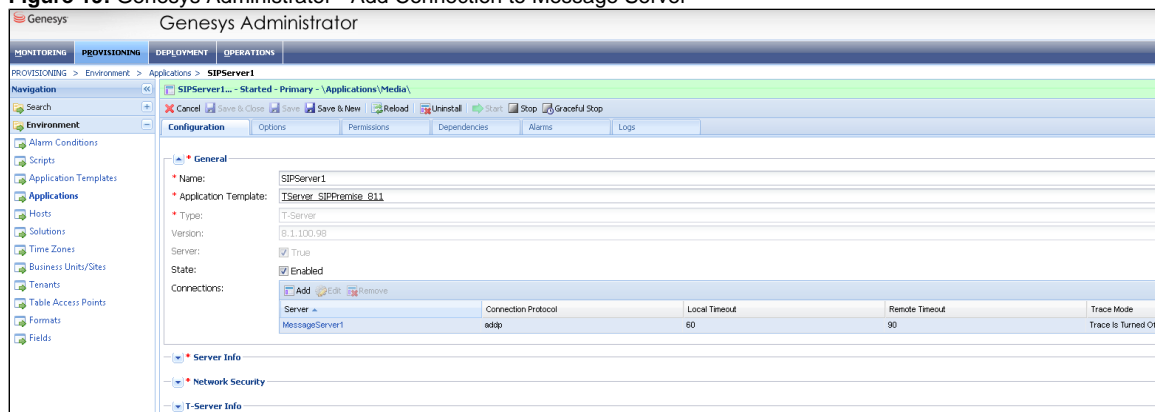 Figure 19: Genesys Administrator - Add Connection to Message Server
Genesys
Genesys Administrator
MONITORING PROVISIONING DEPLOYMENT OPERATIONS
PROVISIONING > Environment > Applications > SIPServer1
Navigation
SIPServer1... - Started - Primary - \Applications\Media\
Search
Cancel Save & Close Save Save & New Reload Uninstall Start Stop Graceful Stop
Environment
Configuration Options Permissions Dependencies Alarms Logs
Alarm Conditions
Scripts
Application Templates
Applications
Hosts
Solutions
Time Zones
Business Units/Sites
Tenants
Table Access Points
Formats
Fields
* General
* Name: SIPServer1
* Application Template: TServer_SIPPremise_811
* Type: T-Server
Version: 8.1.100.98
Server: True
State: Enabled
Connections: Add Edit Remove
Server Connection Protocol Local Timeout Remote Timeout Trace Mode
MessageServer1 addp 60 90 Trace Is Turned Of
* Server Info
* Network Security
* T-Server Info